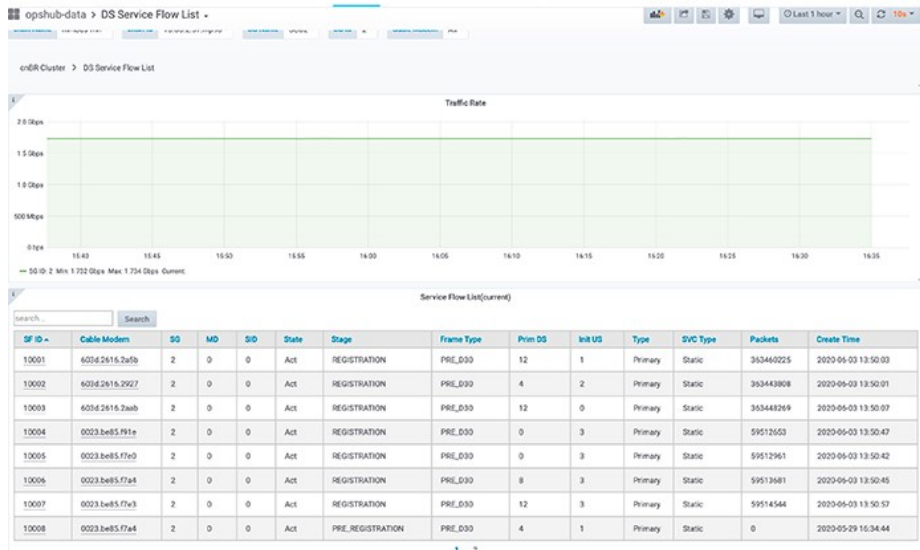 opshub-data > DS Service Flow List
Last 1 hour
10s
cnBR Cluster > DS Service Flow List
Traffic Rate
2.0 Gbps
1.5 Gbps
1.0 Gbps
500 Mbps
0 bps
15:40 15:45 15:50 15:55 16:00 16:05 16:10 16:15 16:20 16:25 16:30 16:35
SG ID: 2 Min: 1.732 Gbps Max: 1.734 Gbps Current:
Service Flow List(current)
search... Search
SF ID Cable Modem SG MD SID State Stage Frame Type Prim DS Init US Type SVC Type Packets Create Time
10001 603d.2616.2a5b 2 0 0 Act REGISTRATION PRE_D30 12 1 Primary Static 363460225 2020-06-03 13:50:03
10002 603d.2616.2927 2 0 0 Act REGISTRATION PRE_D30 4 2 Primary Static 363443808 2020-06-03 13:50:01
10003 603d.2616.2aab 2 0 0 Act REGISTRATION PRE_D30 12 0 Primary Static 363448269 2020-06-03 13:50:07
10004 0023.be85.f91e 2 0 0 Act REGISTRATION PRE_D30 0 3 Primary Static 59512653 2020-06-03 13:50:47
10005 0023.be85.f7e0 2 0 0 Act REGISTRATION PRE_D30 0 3 Primary Static 59512961 2020-06-03 13:50:42
10006 0023.be85.f7a4 2 0 0 Act REGISTRATION PRE_D30 8 3 Primary Static 59513681 2020-06-03 13:50:45
10007 0023.be85.f7e3 2 0 0 Act REGISTRATION PRE_D30 12 3 Primary Static 59514544 2020-06-03 13:50:57
10008 0023.be85.f7a4 2 0 0 Act PRE_REGISTRATION PRE_D30 4 1 Primary Static 0 2020-05-29 16:34:44